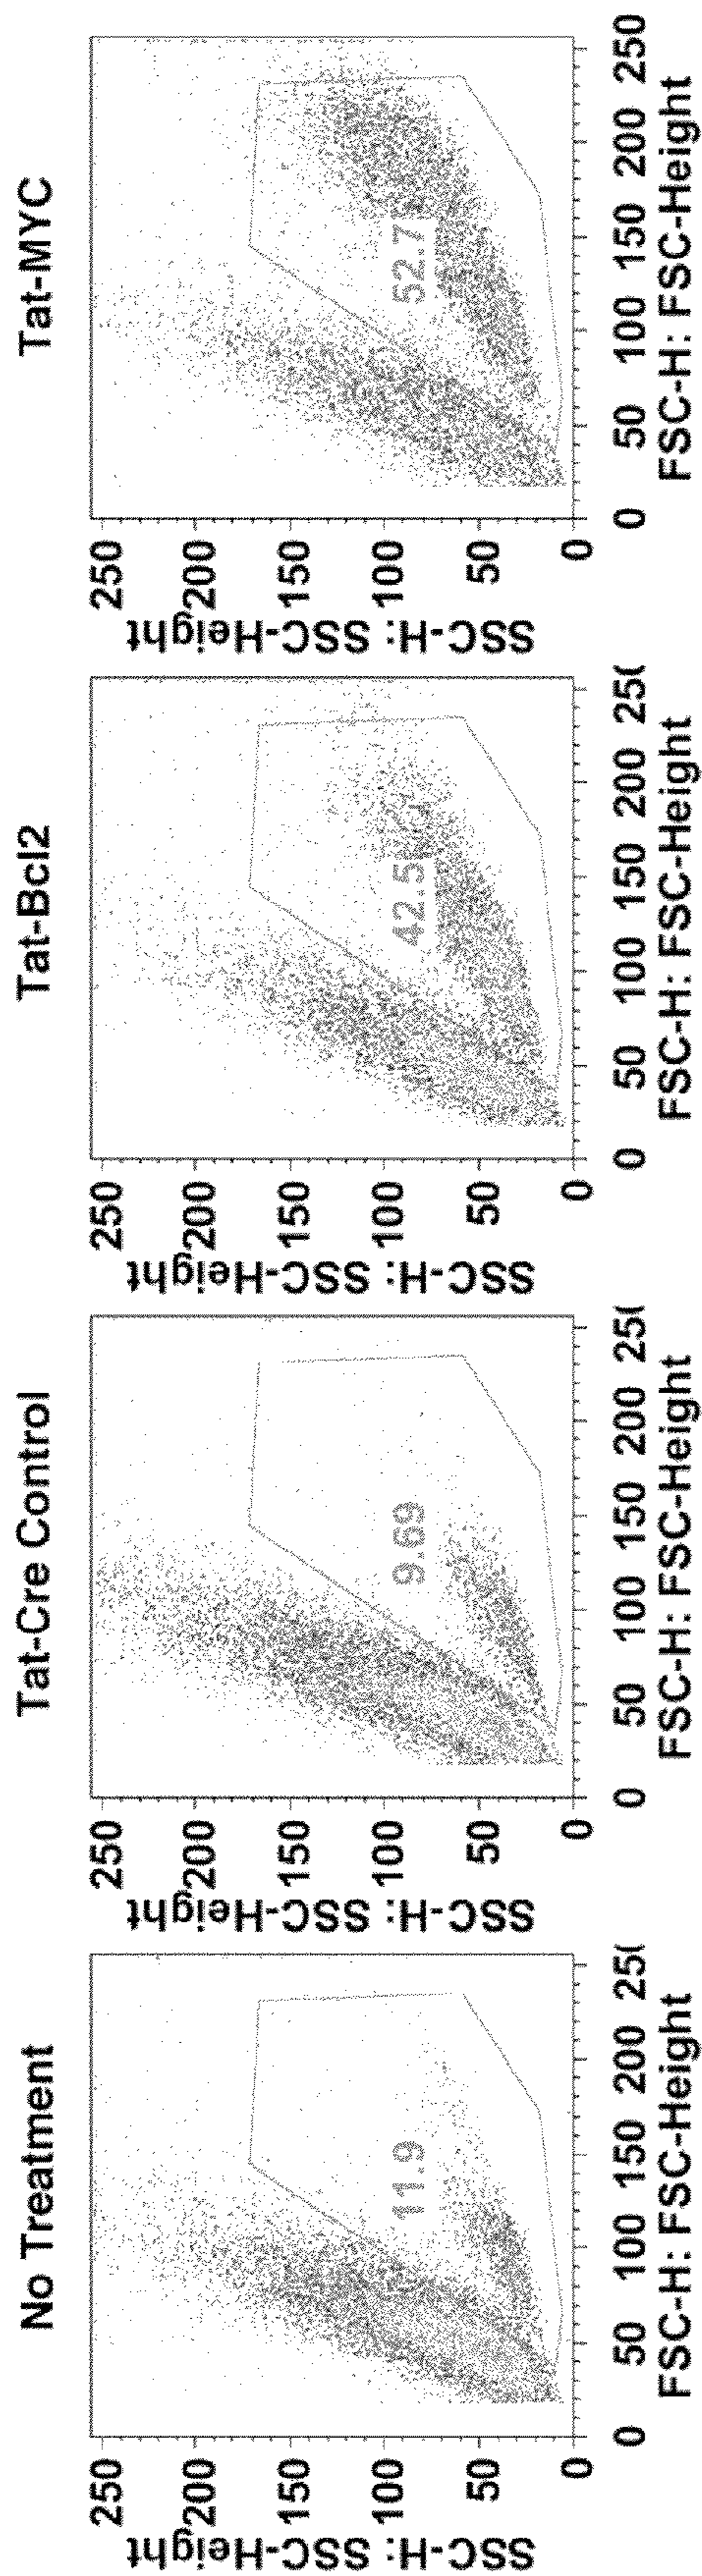 No Treatment
SSC-H: SSC-Height
250
200
150
100
50
0
11.9
0 50 100 150 200 25(
FSC-H: FSC-Height
Tat-Cre Control
SSC-H: SSC-Height
250
200
150
100
50
0
9.69
0 50 100 150 200 25(
FSC-H: FSC-Height
Tat-Bcl2
SSC-H: SSC-Height
250
200
150
100
50
0
42.5
0 50 100 150 200 25(
FSC-H: FSC-Height
Tat-MYC
SSC-H: SSC-Height
250
200
150
100
50
0
52.7
0 50 100 150 200 250
FSC-H: FSC-Height